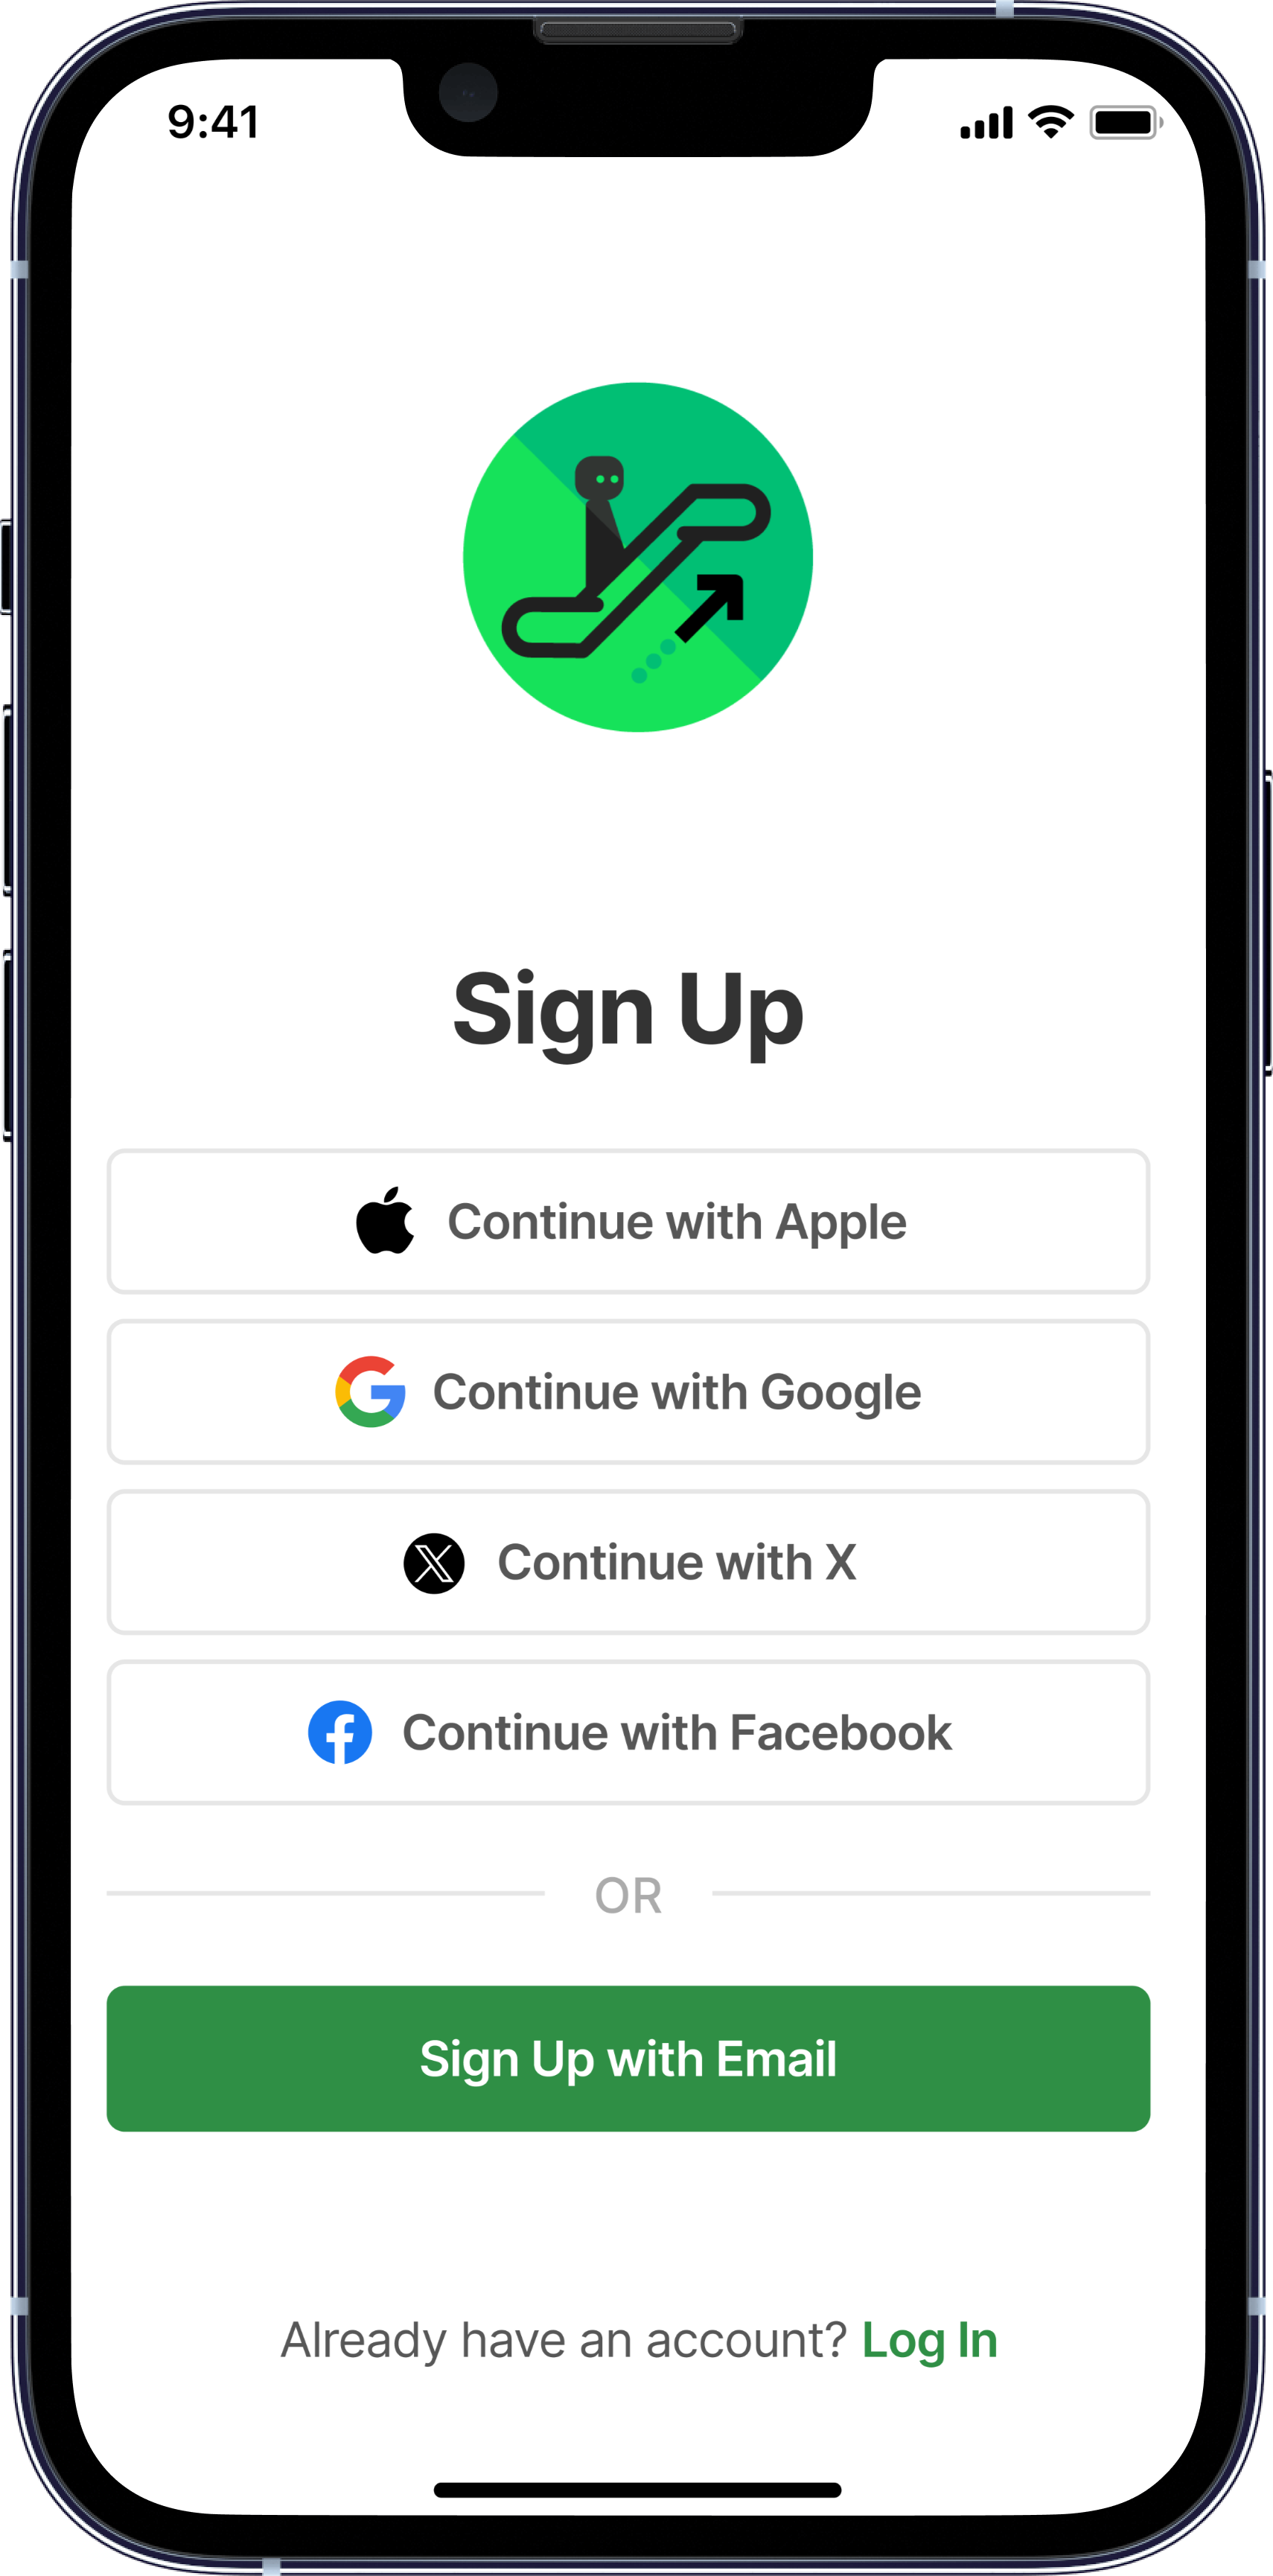 9:41
Sign Up
Continue with Apple
Continue with Google
Continue with X
Continue with Facebook
OR
Sign Up with Email
Already have an account? Log In